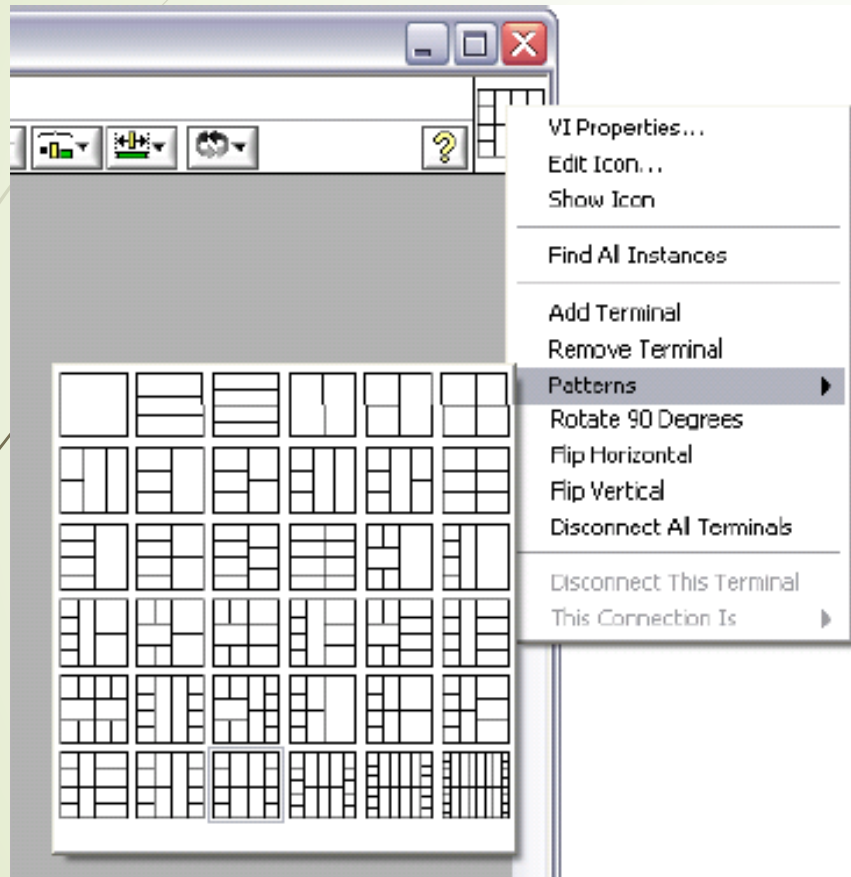 VI Properties...
Edit Icon...
Show Icon
Find All Instances
Add Terminal
Remove Terminal
Patterns
Rotate 90 Degrees
Flip Horizontal
Flip Vertical
Disconnect All Terminals
Disconnect This Terminal
This Connection Is